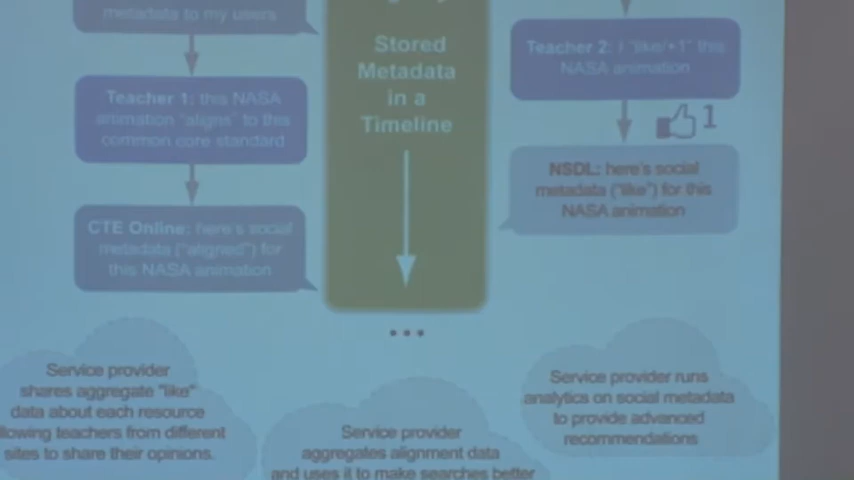 metadata to my users
Teacher 1: this NASA
animation "aligns" to this
common core standard
CTE Online: here's social
metadata ("aligned") for
this NASA animation
Stored
Metadata
in a
Timeline
...
Teacher 2: I "like/+1" this
NASA animation
1
NSDL: here's social
metadata ("like") for this
NASA animation
Service provider
shares aggregate "like"
data about each resource
teachers from different
sites to share their opinions.
Service provider
aggregates alignment data
and uses it to make searches better
Service provider runs
analytics on social metadata
to provide advanced
recommendations